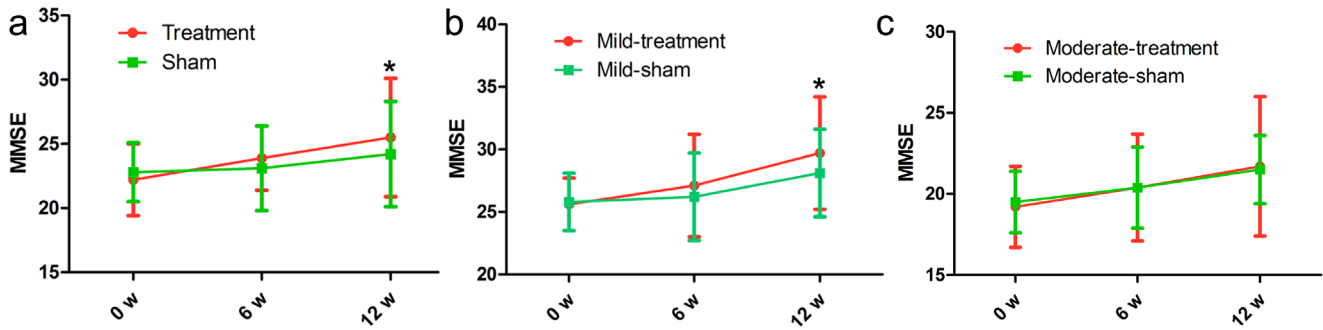 a
35
30
25
20
15
MMSE
Treatment
Sham
*
0 w
6 w
12 w
b
40
35
30
25
20
MMSE
Mild-treatment
Mild-sham
*
0 w
6 w
12 w
c
30
25
20
15
MMSE
Moderate-treatment
Moderate-sham
0 w
6 w
12 w